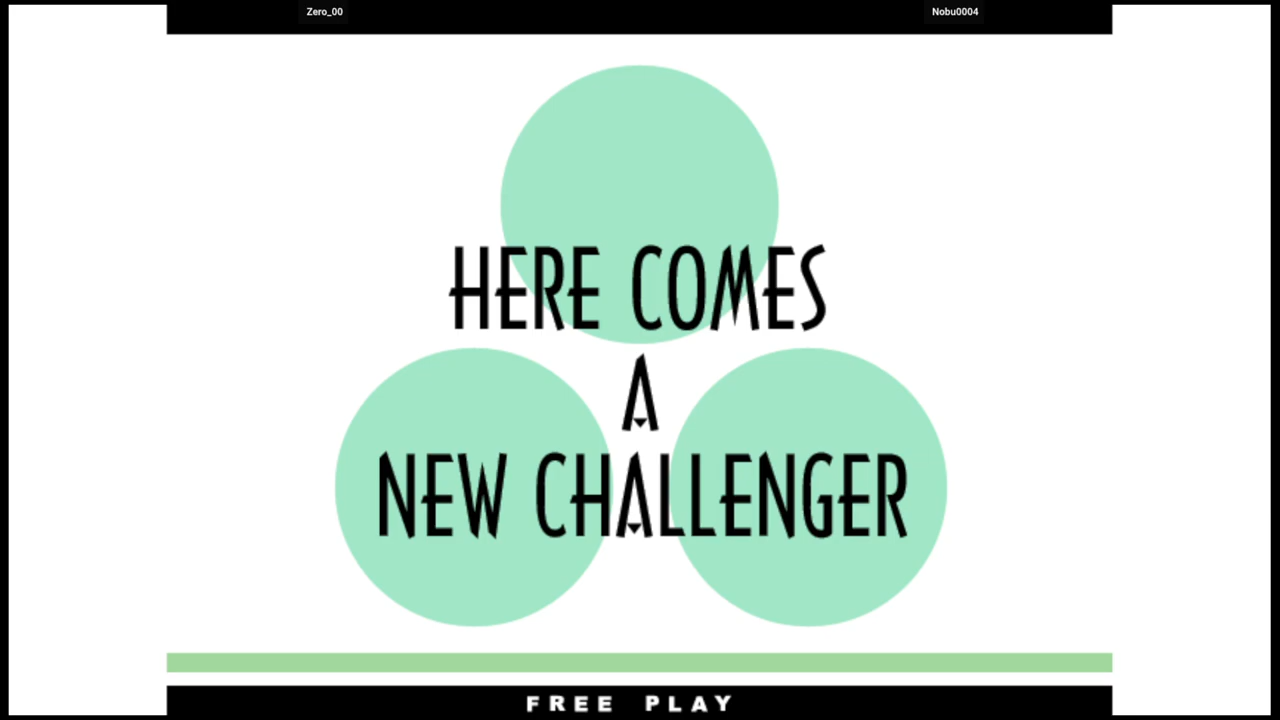 Zero_00 Nobu0004
HERE COMES
A
NEW CHALLENGER
FREE PLAY